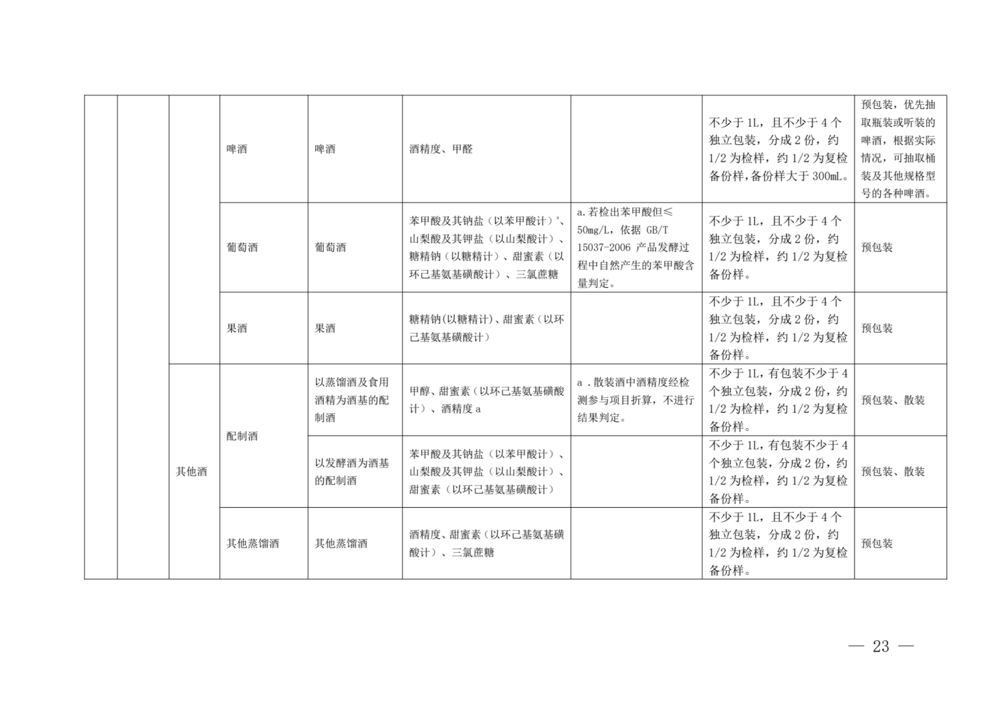 啤酒
啤酒
酒精度、甲醛
不少于 1L，且不少于 4 个
独立包装，分成 2 份，约
1/2 为检样，约 1/2 为复检
备份样，备份样大于 300mL。
预包装，优先抽
取瓶装或听装的
啤酒，根据实际
情况，可抽取桶
装及其他规格型
号的各种啤酒。
葡萄酒
葡萄酒
苯甲酸及其钠盐（以苯甲酸计）ᵃ、
山梨酸及其钾盐（以山梨酸计）、
糖精钠（以糖精计）、甜蜜素（以
环己基氨基磺酸计）、三氯蔗糖
a.若检出苯甲酸但≤
50mg/L，依据 GB/T
15037-2006 产品发酵过
程中自然产生的苯甲酸含
量判定。
不少于 1L，且不少于 4 个
独立包装，分成 2 份，约
1/2 为检样，约 1/2 为复检
备份样。
预包装
果酒
果酒
糖精钠(以糖精计)、甜蜜素（以环
己基氨基磺酸计）
不少于 1L，且不少于 4 个
独立包装，分成 2 份，约
1/2 为检样，约 1/2 为复检
备份样。
预包装
其他酒
配制酒
以蒸馏酒及食用
酒精为酒基的配
制酒
甲醇、甜蜜素（以环己基氨基磺酸
计）、酒精度 a
a .散装酒中酒精度经检
测参与项目折算，不进行
结果判定。
不少于 1L，有包装不少于 4
个独立包装，分成 2 份，约
1/2 为检样，约 1/2 为复检
备份样。
预包装、散装
以发酵酒为酒基
的配制酒
苯甲酸及其钠盐（以苯甲酸计）、
山梨酸及其钾盐（以山梨酸计）、
甜蜜素（以环己基氨基磺酸计）
不少于 1L，有包装不少于 4
个独立包装，分成 2 份，约
1/2 为检样，约 1/2 为复检
备份样。
预包装、散装
其他蒸馏酒
其他蒸馏酒
酒精度、甜蜜素（以环己基氨基磺
酸计）、三氯蔗糖
不少于 1L，且不少于 4 个
独立包装，分成 2 份，约
1/2 为检样，约 1/2 为复检
备份样。
预包装
— 23 —